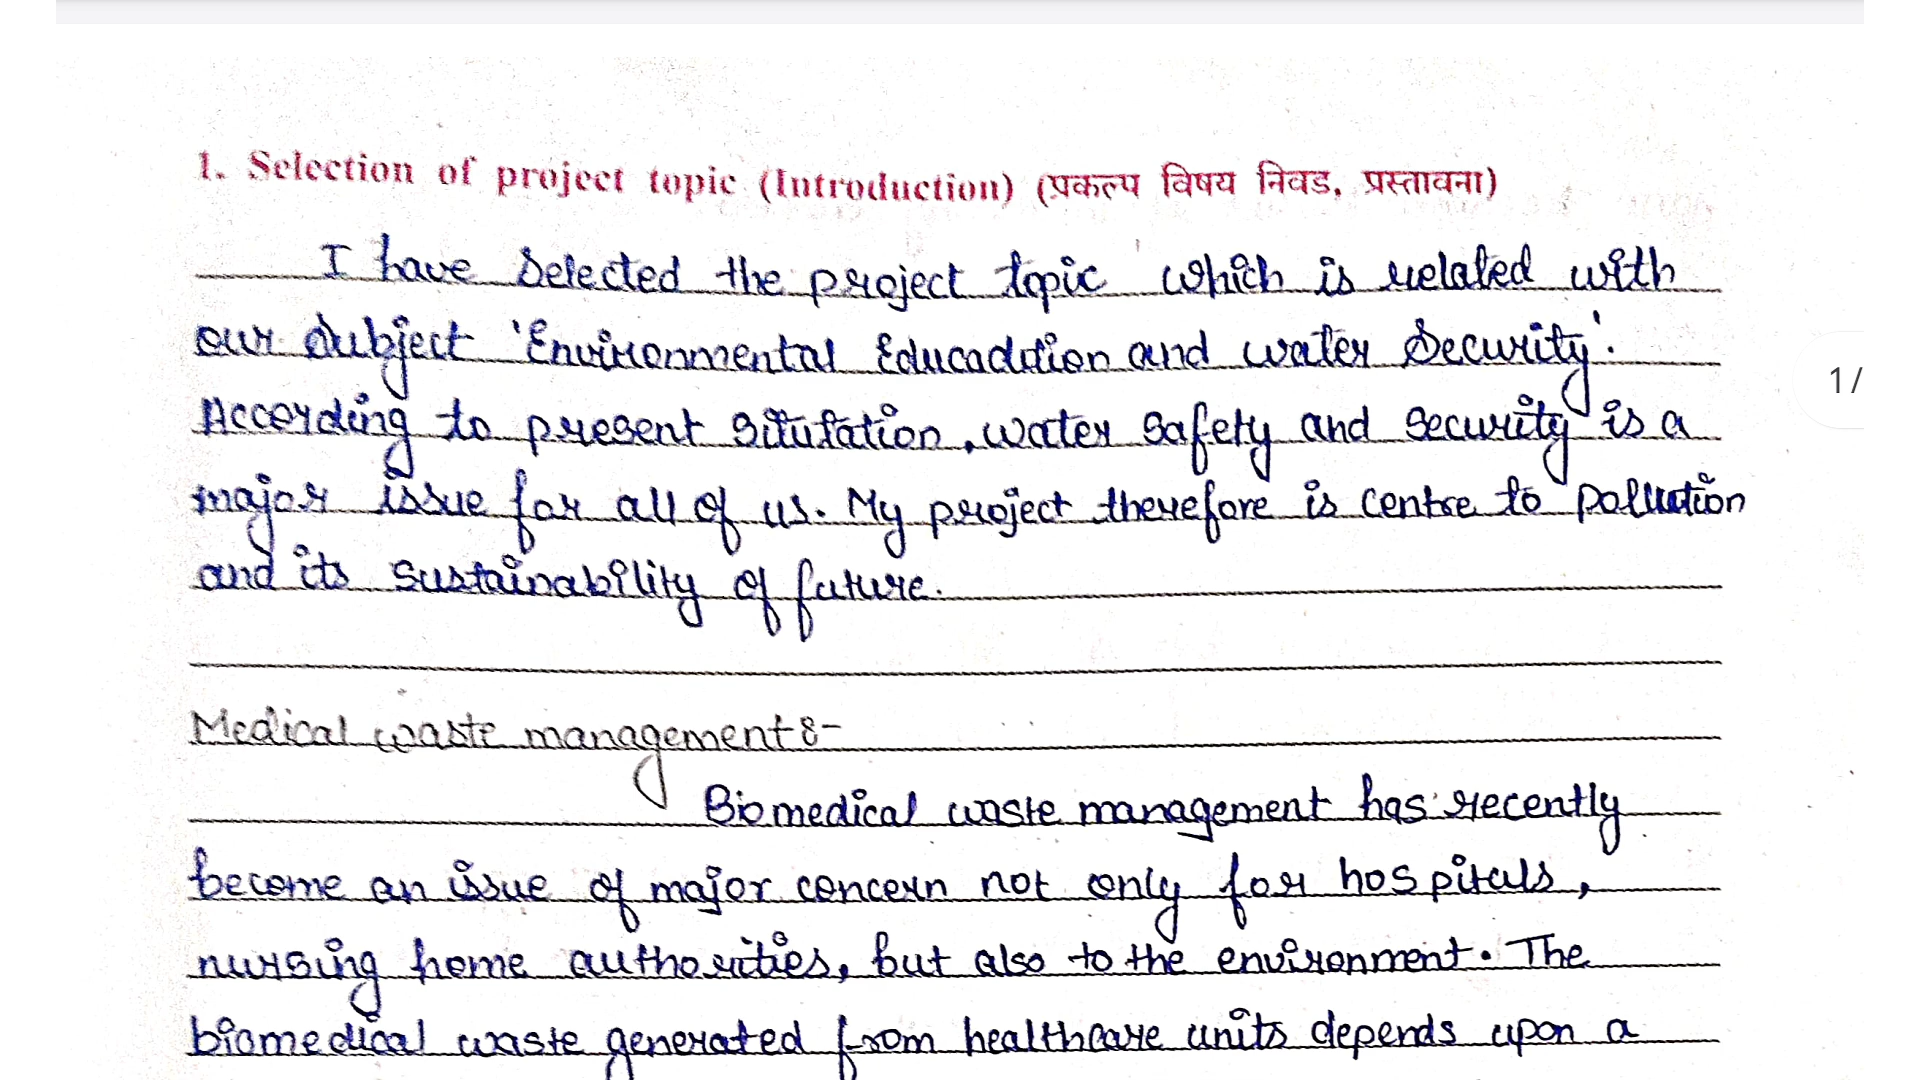 1. Selection of project topic (Introduction) (प्रकल्प विषय निवड, प्रस्तावना)
I have selected the project topic which is related with
our subject 'Environmental Educadtion and water security'.
According to present situtation, water safety and security is a
1/
major issue for all of us. My project therefore is centre to pollution
and its sustainability of future.
Medical waste management :-
Biomedical waste management has recently
become an issue of major concern not only for hospitals,
nursing home authorities, but also to the environment. The
biomedical waste generated from healthcare units depends upon a